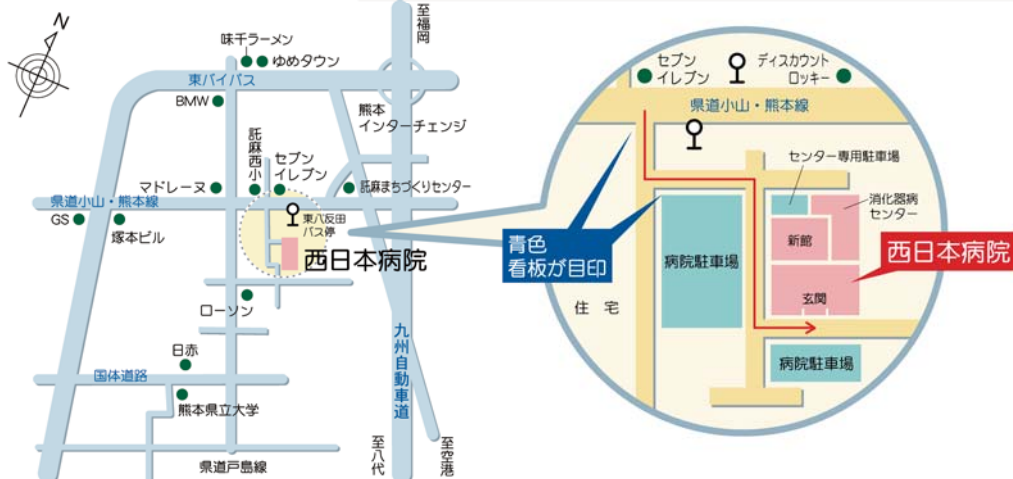 N
至福岡
味千ラーメン
ゆめタウン
東バイパス
BMW
熊本
インターチェンジ
託麻西小
セブン
イレブン
マドレーヌ
託麻まちづくりセンター
県道小山・熊本線
GS
塚本ビル
東八反田
バス停
西日本病院
ローソン
日赤
国体道路
熊本県立大学
九州自動車道
県道戸島線
至八代
至空港
セブン
イレブン
ディスカウント
ロッキー
県道小山・熊本線
センター専用駐車場
消化器病
センター
新館
青色
看板が目印
病院駐車場
西日本病院
玄関
住宅
病院駐車場